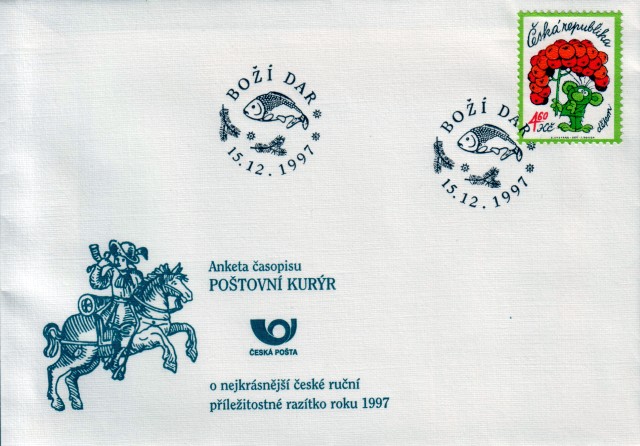 BOŽÍ DAR
15.12.1997
BOŽÍ DAR
15.12.1997
Česká republika
4,60 Kč
Anketa časopisu
POŠTOVNÍ KURÝR
ČESKÁ POŠTA
o nejkrásnější české ruční
příležitostné razítko roku 1997